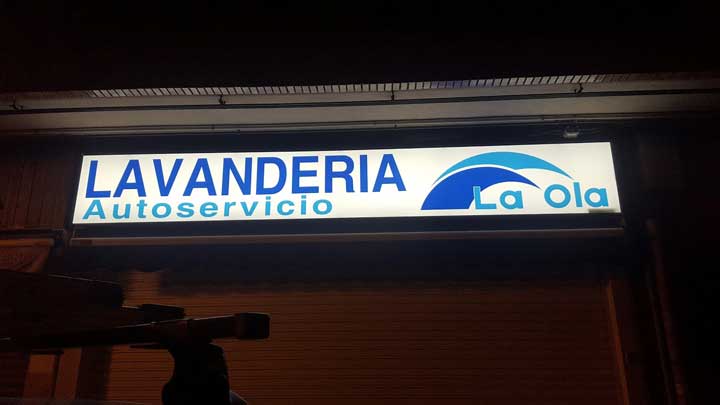 LAVANDERIA
Autoservicio
La Ola